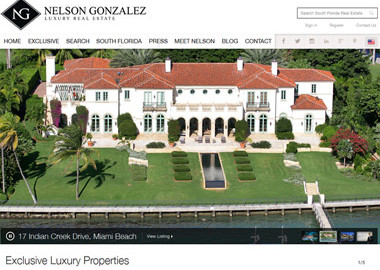 NG
NELSON GONZALEZ
LUXURY REAL ESTATE
Search South Florida Real Estate
Sign In Register Contact
HOME EXCLUSIVE SEARCH SOUTH FLORIDA PRESS MEET NELSON BLOG CONTACT
17 Indian Creek Drive, Miami Beach View Listing
Exclusive Luxury Properties
1/5